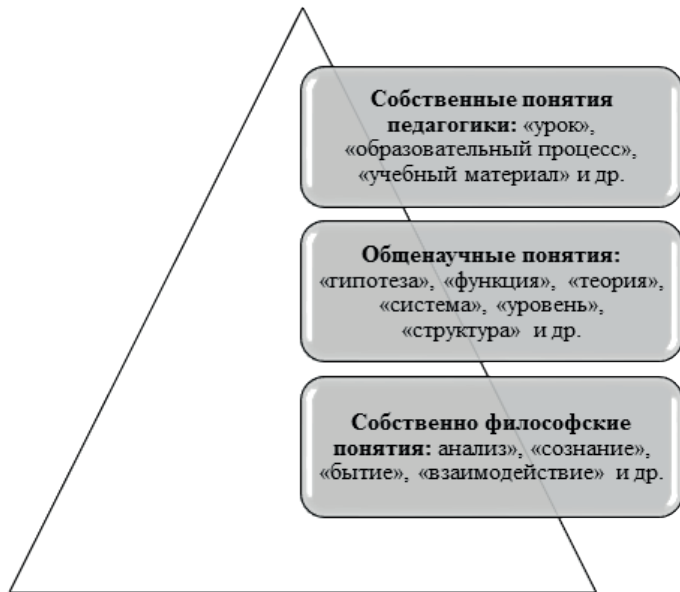 Собственные понятия
педагогики: «урок»,
«образовательный процесс»,
«учебный материал» и др.
Общенаучные понятия:
«гипотеза», «функция», «теория»,
«система», «уровень»,
«структура» и др.
Собственно философские
понятия: анализ», «сознание»,
«бытие», «взаимодействие» и др.